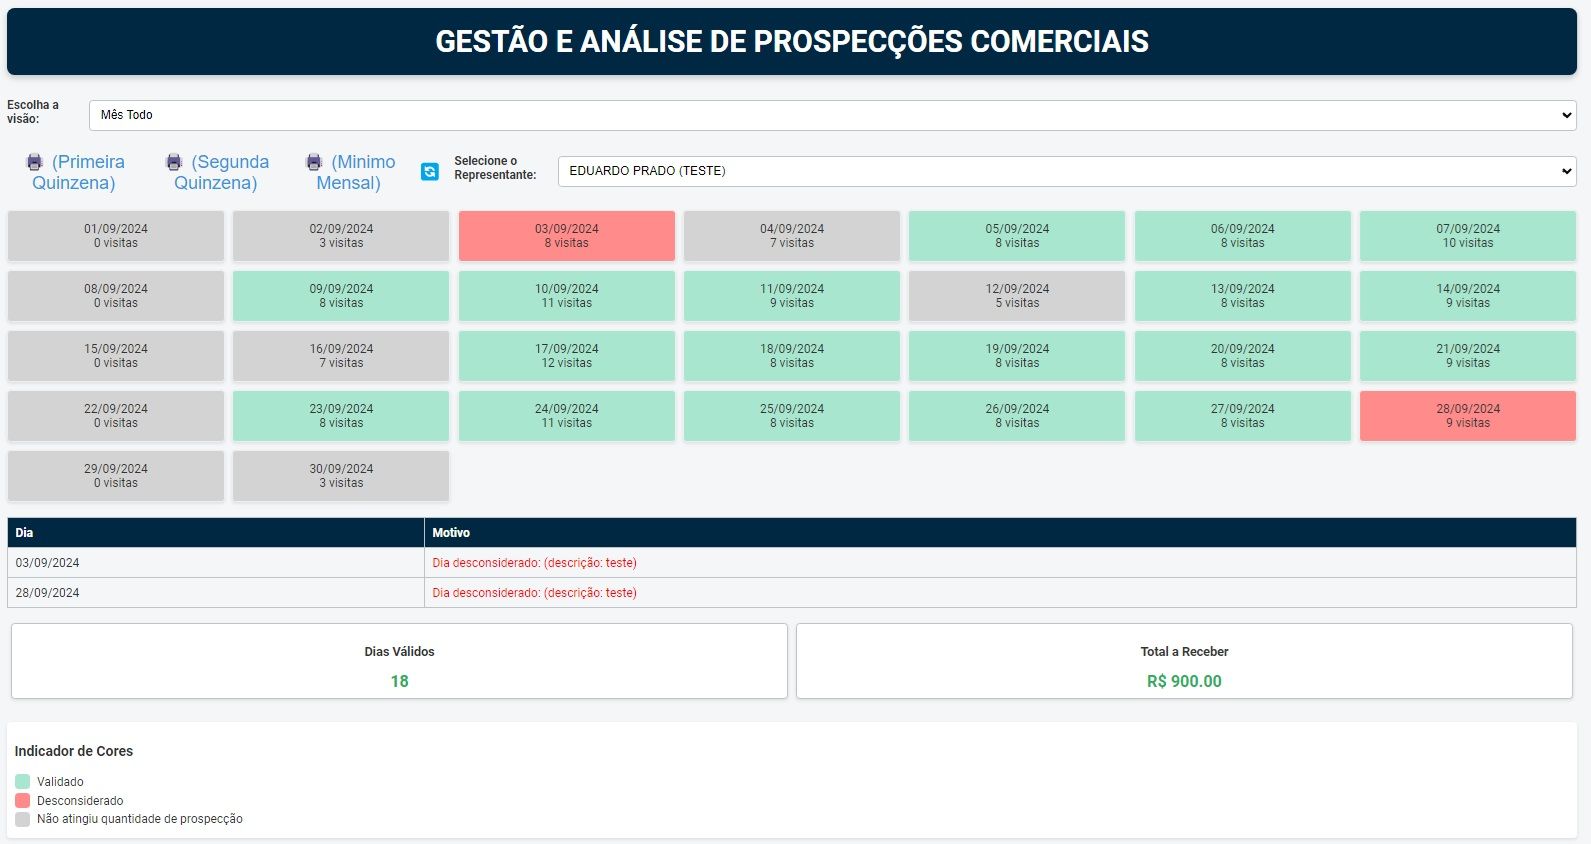 GESTÃO E ANÁLISE DE PROSPECÇÕES COMERCIAIS
Escolha a
visão:
Mês Todo
(Primeira
Quinzena)
(Segunda
Quinzena)
(Minimo
Mensal)
Selecione o
Representante:
EDUARDO PRADO (TESTE)
01/09/2024
0 visitas
02/09/2024
3 visitas
03/09/2024
8 visitas
04/09/2024
7 visitas
05/09/2024
8 visitas
06/09/2024
8 visitas
07/09/2024
10 visitas
08/09/2024
0 visitas
09/09/2024
8 visitas
10/09/2024
11 visitas
11/09/2024
9 visitas
12/09/2024
5 visitas
13/09/2024
8 visitas
14/09/2024
9 visitas
15/09/2024
0 visitas
16/09/2024
7 visitas
17/09/2024
12 visitas
18/09/2024
8 visitas
19/09/2024
8 visitas
20/09/2024
8 visitas
21/09/2024
9 visitas
22/09/2024
0 visitas
23/09/2024
8 visitas
24/09/2024
11 visitas
25/09/2024
8 visitas
26/09/2024
8 visitas
27/09/2024
8 visitas
28/09/2024
9 visitas
29/09/2024
0 visitas
30/09/2024
3 visitas
Dia Motivo
03/09/2024 Dia desconsiderado: (descrição: teste)
28/09/2024 Dia desconsiderado: (descrição: teste)
Dias Válidos
18
Total a Receber
R$ 900.00
Indicador de Cores
Validado
Desconsiderado
Não atingiu quantidade de prospecção